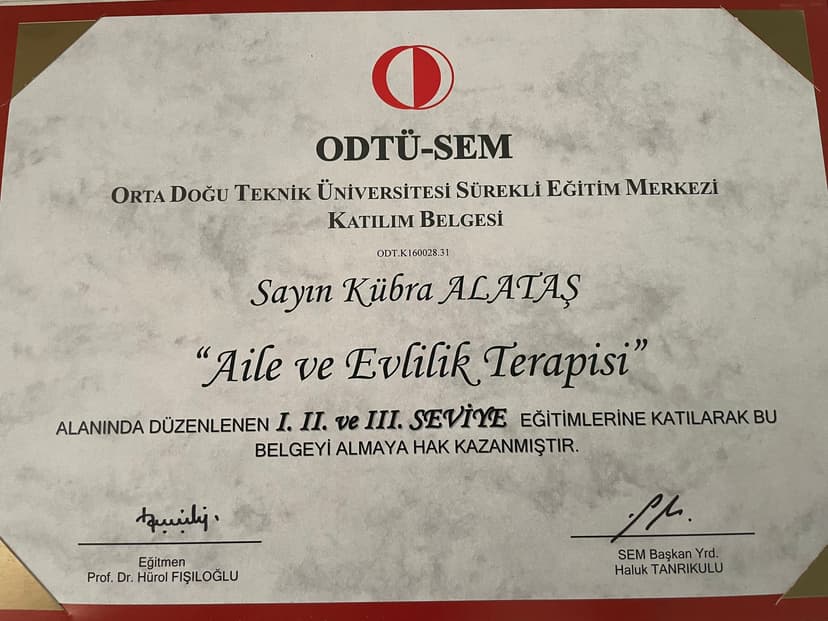 ODTÜ-SEM
ORTA DOĞU TEKNİK ÜNİVERSİTESİ SÜREKLİ EĞİTİM MERKEZİ
KATILIM BELGESİ
ODT.K160028.31
Sayın Kübra ALATAŞ
“Aile ve Evlilik Terapisi”
ALANINDA DÜZENLENEN I. II. ve III. SEVİYE EĞİTİMLERİNE KATILARAK BU
BELGEYİ ALMAYA HAK KAZANMIŞTIR.
Eğitmen
Prof. Dr. Hürol FIŞILOĞLU
SEM Başkan Yrd.
Haluk TANRIKULU